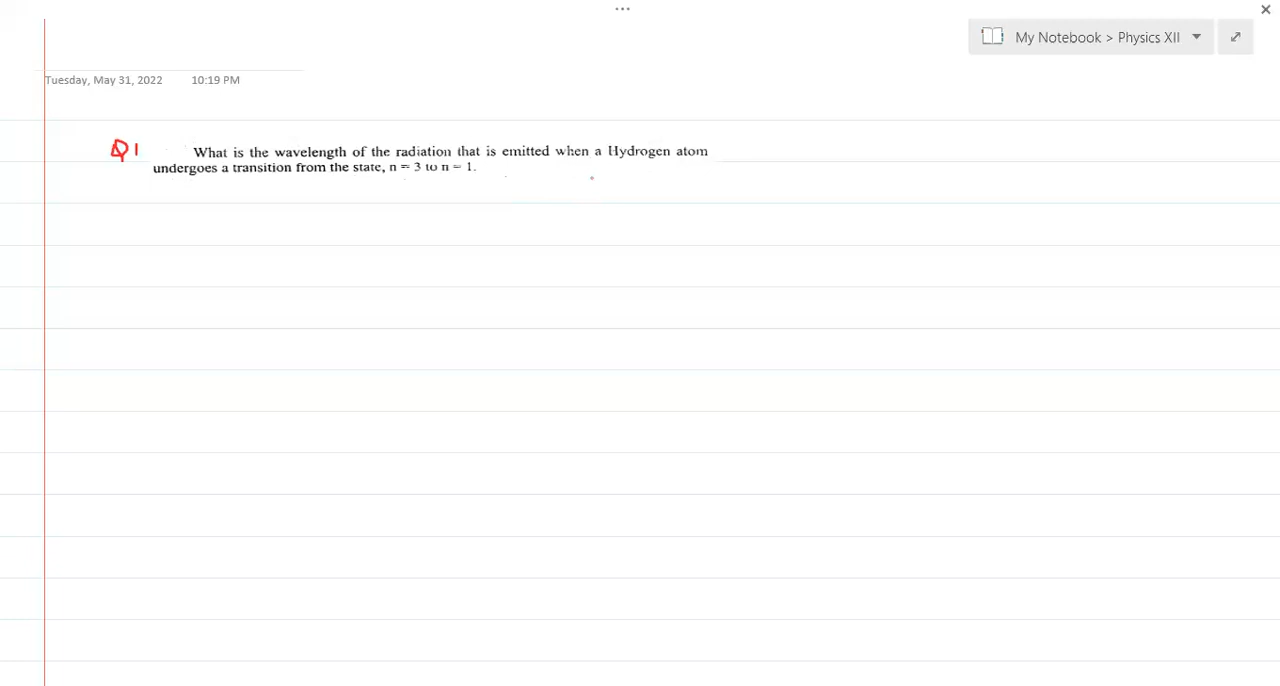 My Notebook > Physics XII
Tuesday, May 31, 2022 10:19 PM
Q1 What is the wavelength of the radiation that is emitted when a Hydrogen atom
undergoes a transition from the state, n = 3 to n = 1.